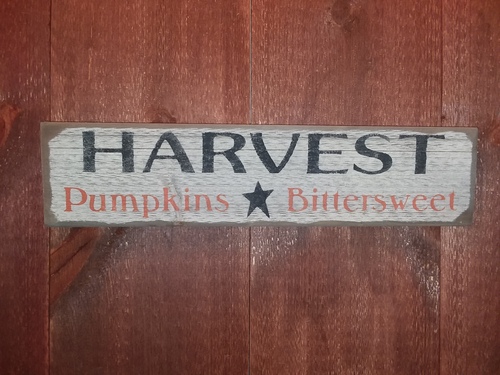 HARVEST
Pumpkins ★ Bittersweet